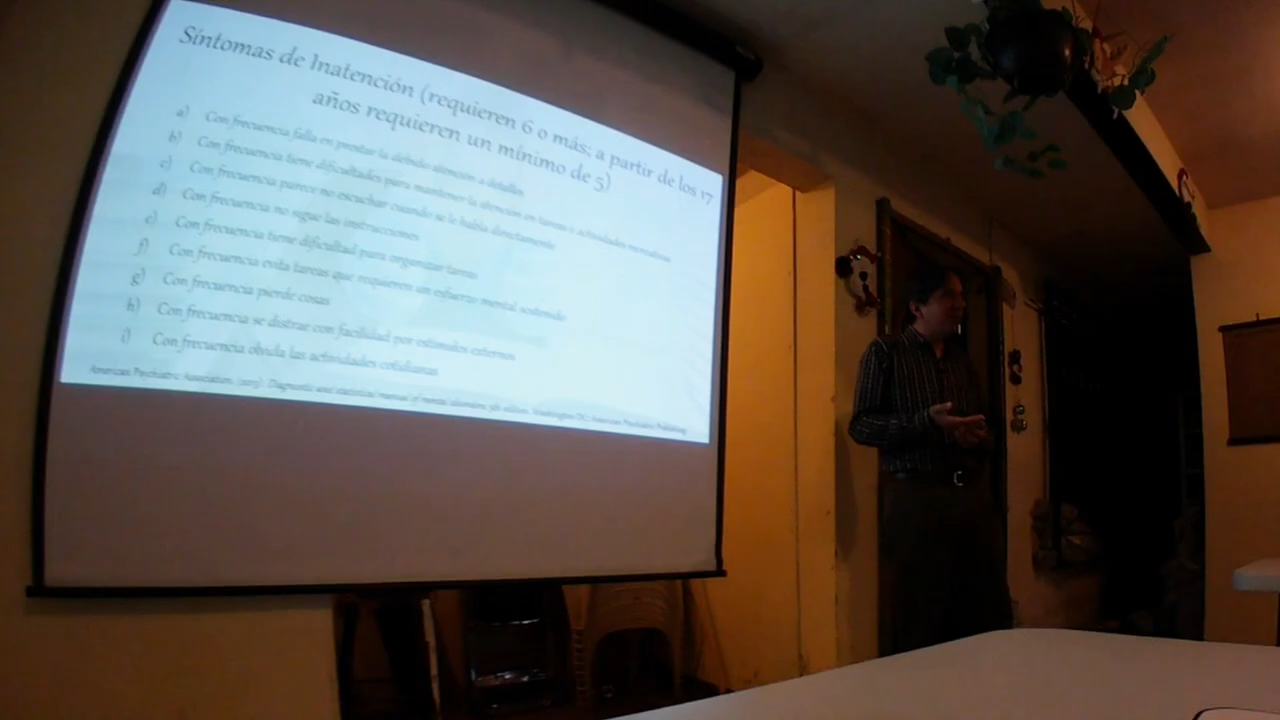 Síntomas de Inatención (requieren 6 o más; a partir de los 17
años requieren un mínimo de 5)
a) Con frecuencia falla en prestar la debida atención a detalles
b) Con frecuencia tiene dificultades para mantener la atención en tareas o actividades recreativas
c) Con frecuencia parece no escuchar cuando se le habla directamente
d) Con frecuencia no sigue las instrucciones
e) Con frecuencia tiene dificultad para organizar tareas
f) Con frecuencia evita tareas que requieren un esfuerzo mental sostenido
g) Con frecuencia pierde cosas
h) Con frecuencia se distrae con facilidad por estímulos externos
i) Con frecuencia olvida las actividades cotidianas
American Psychiatric Association. (2013). Diagnostic and statistical manual of mental disorders: 5th edition. Washington DC: American Psychiatric Publishing